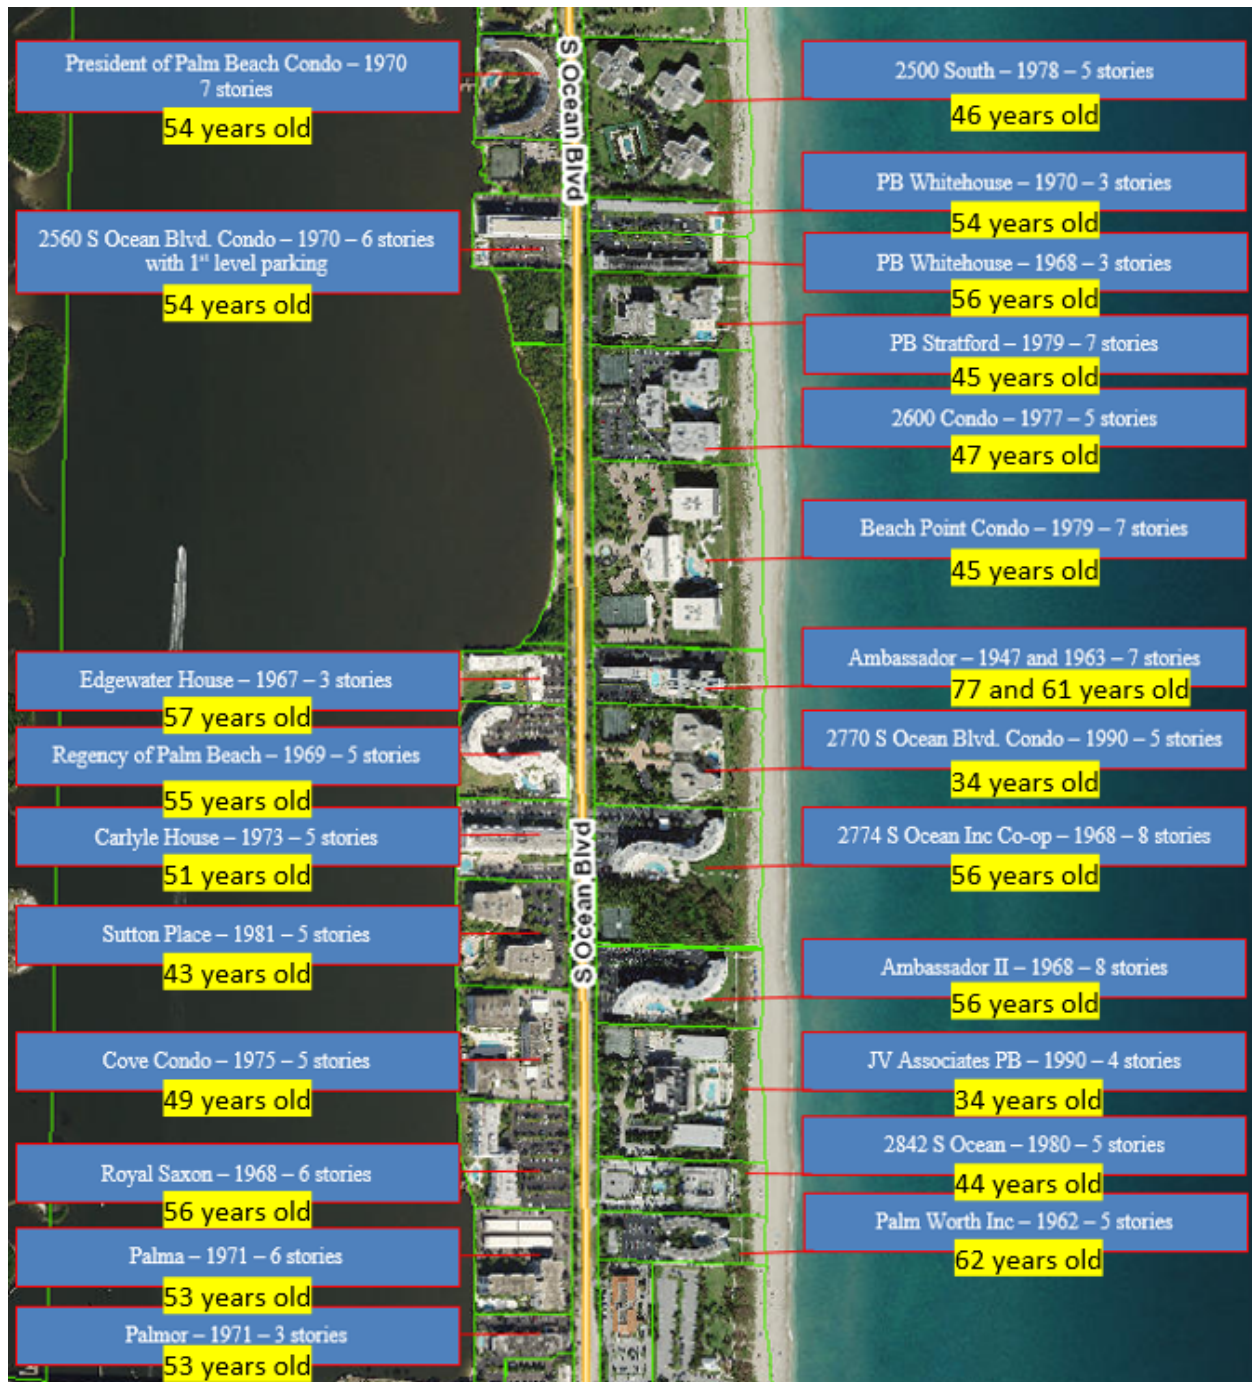 President of Palm Beach Condo – 1970
7 stories
54 years old
2560 S Ocean Blvd. Condo – 1970 – 6 stories
with 1st level parking
54 years old
Edgewater House – 1967 – 3 stories
57 years old
Regency of Palm Beach – 1969 – 5 stories
55 years old
Carlyle House – 1973 – 5 stories
51 years old
Sutton Place – 1981 – 5 stories
43 years old
Cove Condo – 1975 – 5 stories
49 years old
Royal Saxon – 1968 – 6 stories
56 years old
Palma – 1971 – 6 stories
53 years old
Palmor – 1971 – 3 stories
53 years old
S Ocean Blvd
S Ocean Blvd
2500 South – 1978 – 5 stories
46 years old
PB Whitehouse – 1970 – 3 stories
54 years old
PB Whitehouse – 1968 – 3 stories
56 years old
PB Stratford – 1979 – 7 stories
45 years old
2600 Condo – 1977 – 5 stories
47 years old
Beach Point Condo – 1979 – 7 stories
45 years old
Ambassador – 1947 and 1963 – 7 stories
77 and 61 years old
2770 S Ocean Blvd. Condo – 1990 – 5 stories
34 years old
2774 S Ocean Inc Co-op – 1968 – 8 stories
56 years old
Ambassador II – 1968 – 8 stories
56 years old
JV Associates PB – 1990 – 4 stories
34 years old
2842 S Ocean – 1980 – 5 stories
44 years old
Palm Worth Inc – 1962 – 5 stories
62 years old